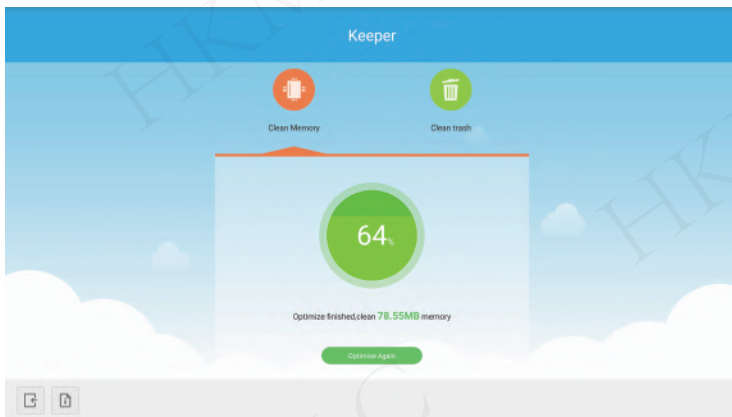 Keeper
Clean Memory
Clean trash
64%
Optimize finished,clean 78.55MB memory
Optimize Again